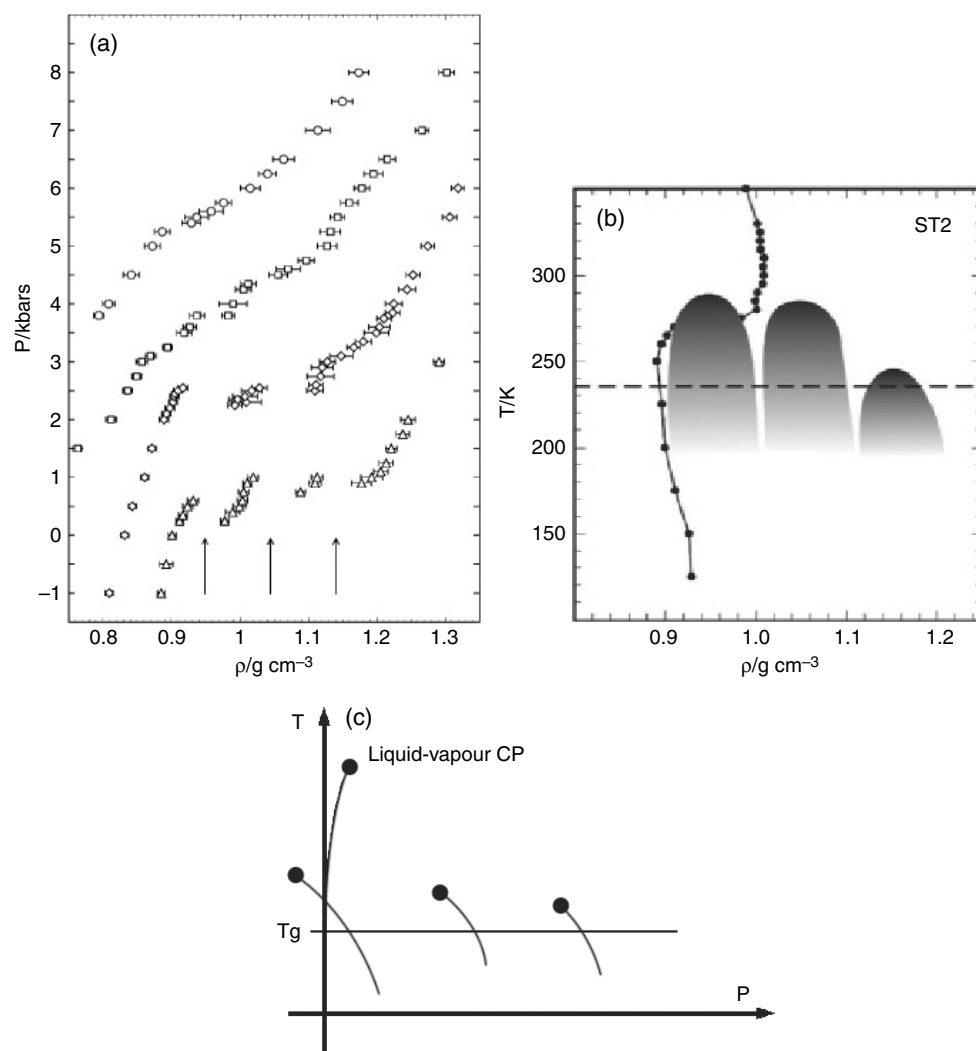 (a)
8
7
6
5
4
3
2
1
0
–1
P/kbars
0.8 0.9 1 1.1 1.2 1.3
ρ/g cm⁻³
(b)
ST2
300
250
200
150
T/K
0.9 1.0 1.1 1.2
ρ/g cm⁻³
(c)
T
Liquid-vapour CP
Tg
P